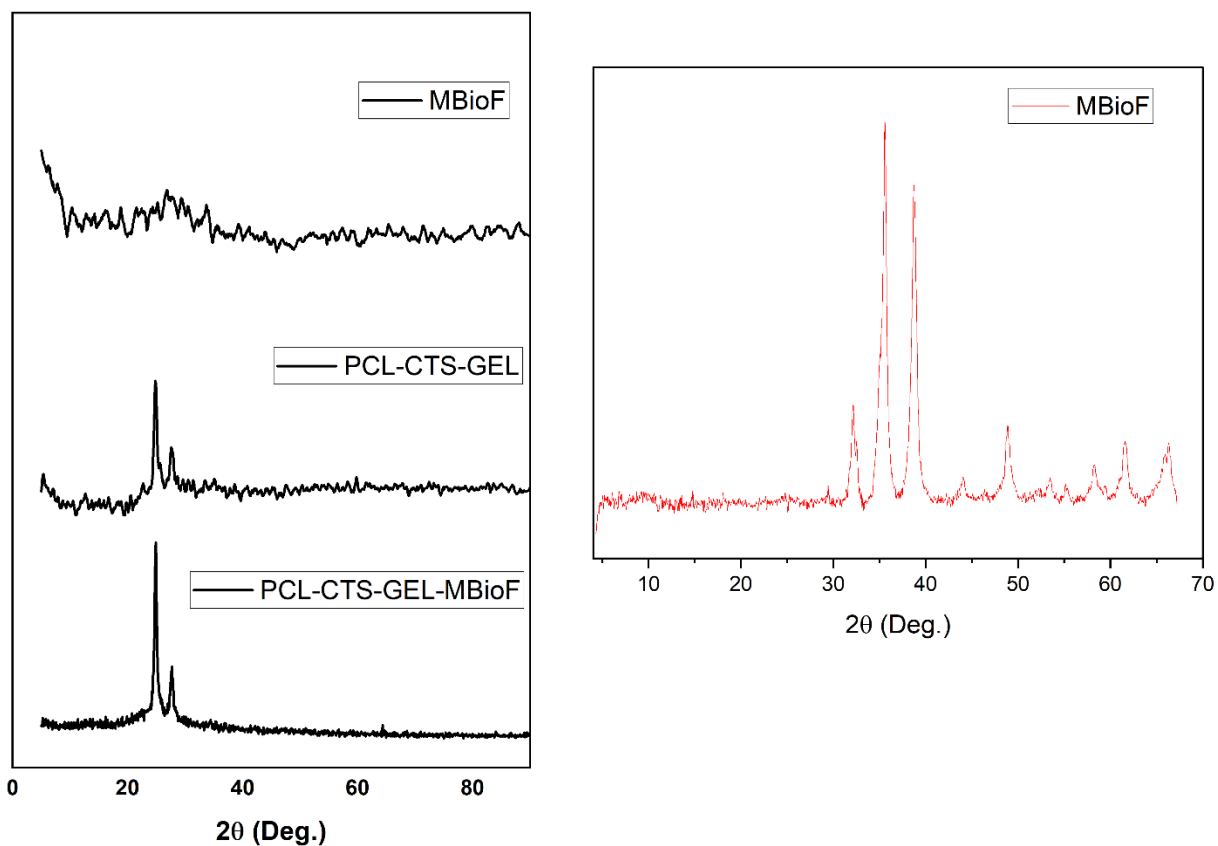 MBioF
PCL-CTS-GEL
PCL-CTS-GEL-MBioF
0 20 40 60 80
2θ (Deg.)
MBioF
10 20 30 40 50 60 70
2θ (Deg.)